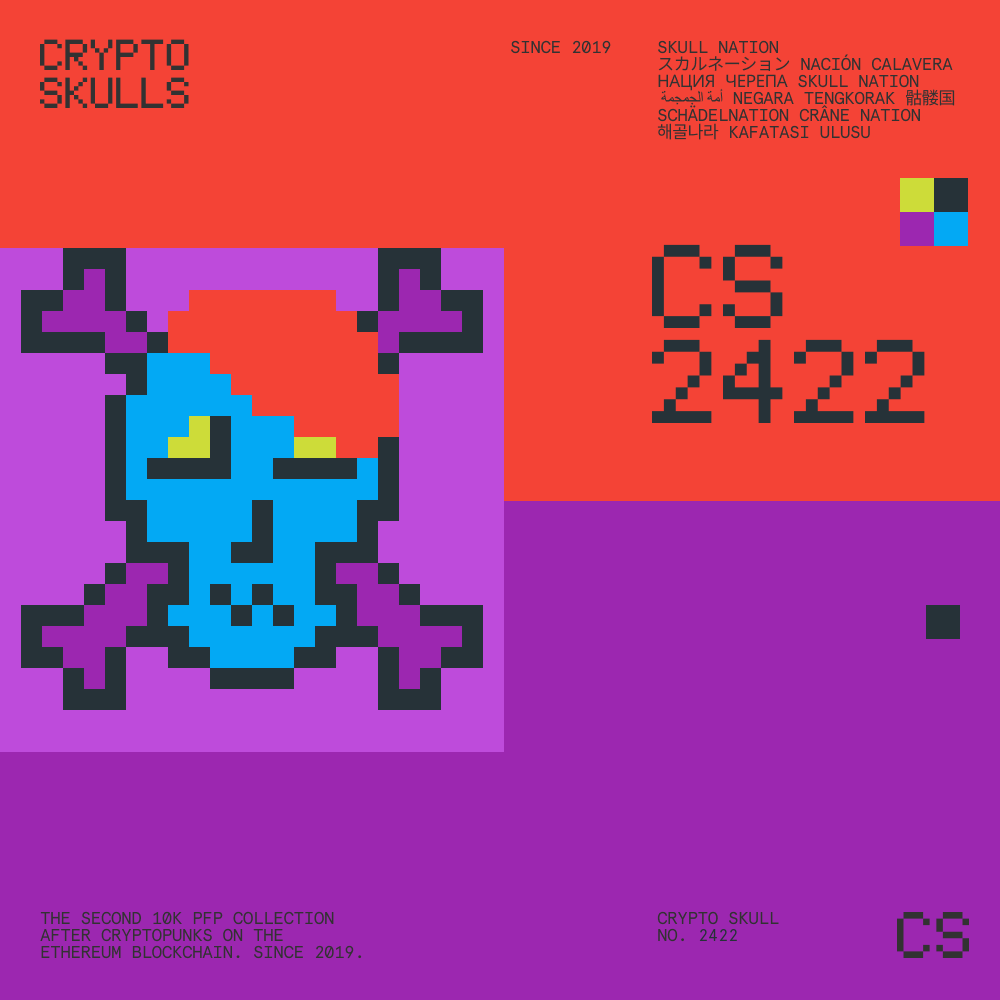 CRYPTO
SKULLS
SINCE 2019
SKULL NATION
スカルネーション NACIÓN CALAVERA
НАЦИЯ ЧЕРЕПА SKULL NATION
أمة الجمجمة NEGARA TENGKORAK 骷髅国
SCHÄDELNATION CRÂNE NATION
해골나라 KAFATASI ULUSU
CS
2422
THE SECOND 10K PFP COLLECTION
AFTER CRYPTOPUNKS ON THE
ETHEREUM BLOCKCHAIN. SINCE 2019.
CRYPTO SKULL
NO. 2422
CS